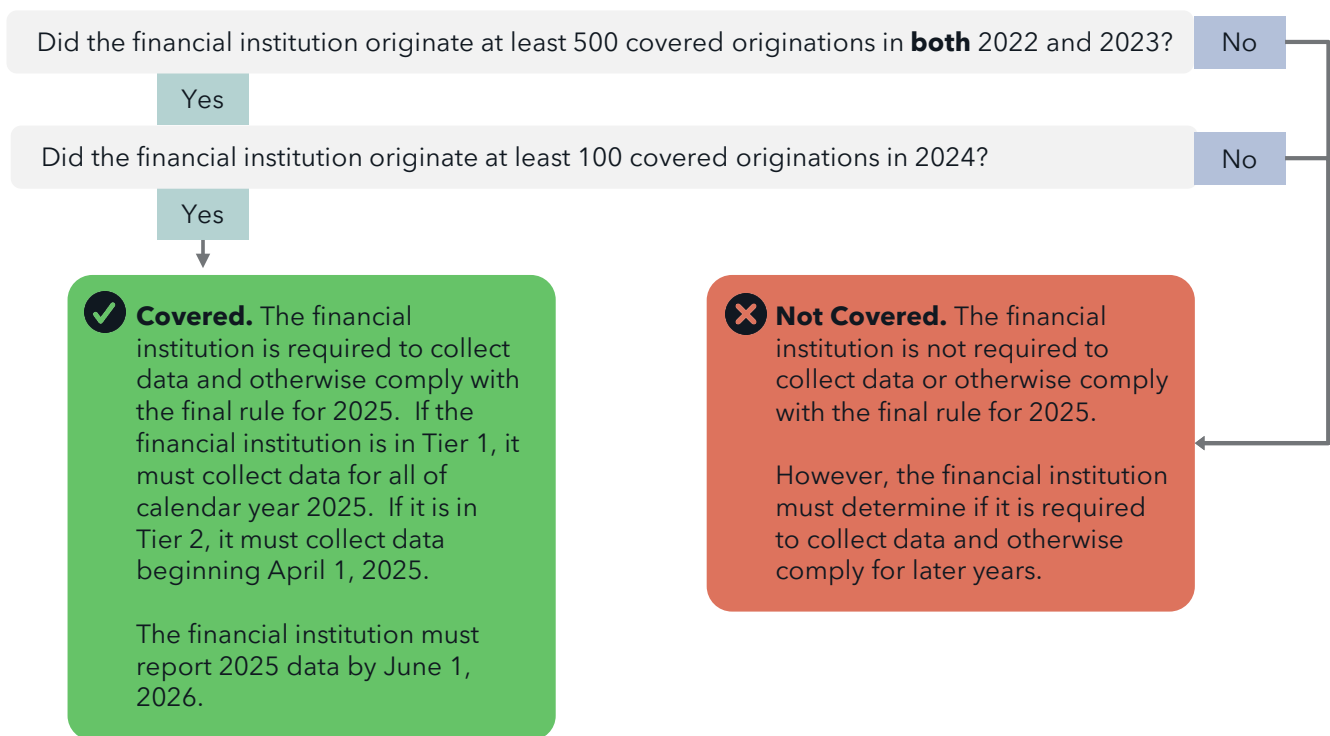 Did the financial institution originate at least 500 covered originations in both 2022 and 2023?
No
Yes
Did the financial institution originate at least 100 covered originations in 2024?
No
Yes
Covered. The financial
institution is required to collect
data and otherwise comply with
the final rule for 2025.  If the
financial institution is in Tier 1, it
must collect data for all of
calendar year 2025.  If it is in
Tier 2, it must collect data
beginning April 1, 2025.
The financial institution must
report 2025 data by June 1,
2026.
Not Covered. The financial
institution is not required to
collect data or otherwise comply
with the final rule for 2025.
However, the financial institution
must determine if it is required
to collect data and otherwise
comply for later years.